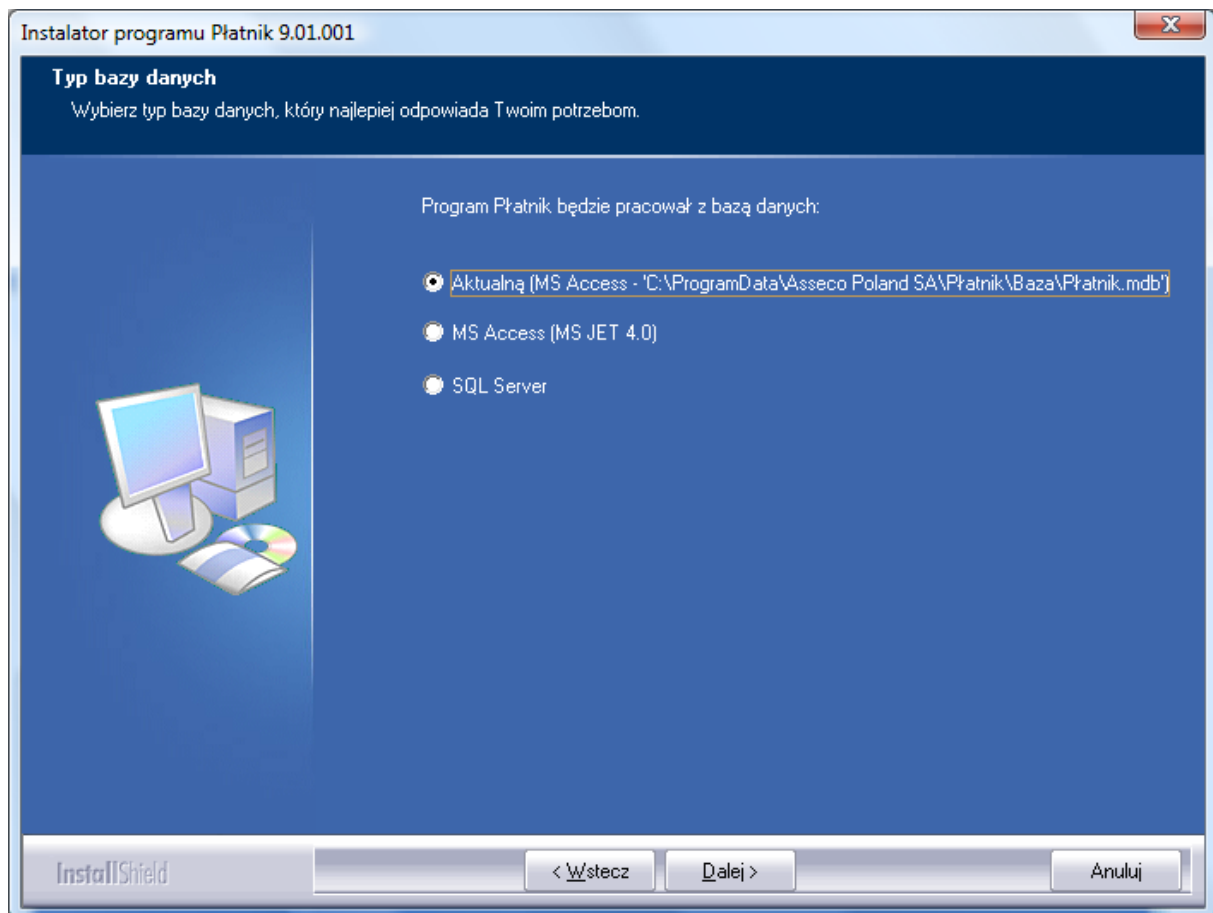 Instalator programu Płatnik 9.01.001
Typ bazy danych
Wybierz typ bazy danych, który najlepiej odpowiada Twoim potrzebom.
Program Płatnik będzie pracował z bazą danych:
Aktualną (MS Access - 'C:\ProgramData\Asseco Poland SA\Płatnik\Baza\Płatnik.mdb')
MS Access (MS JET 4.0)
SQL Server
InstallShield
< Wstecz
Dalej >
Anuluj